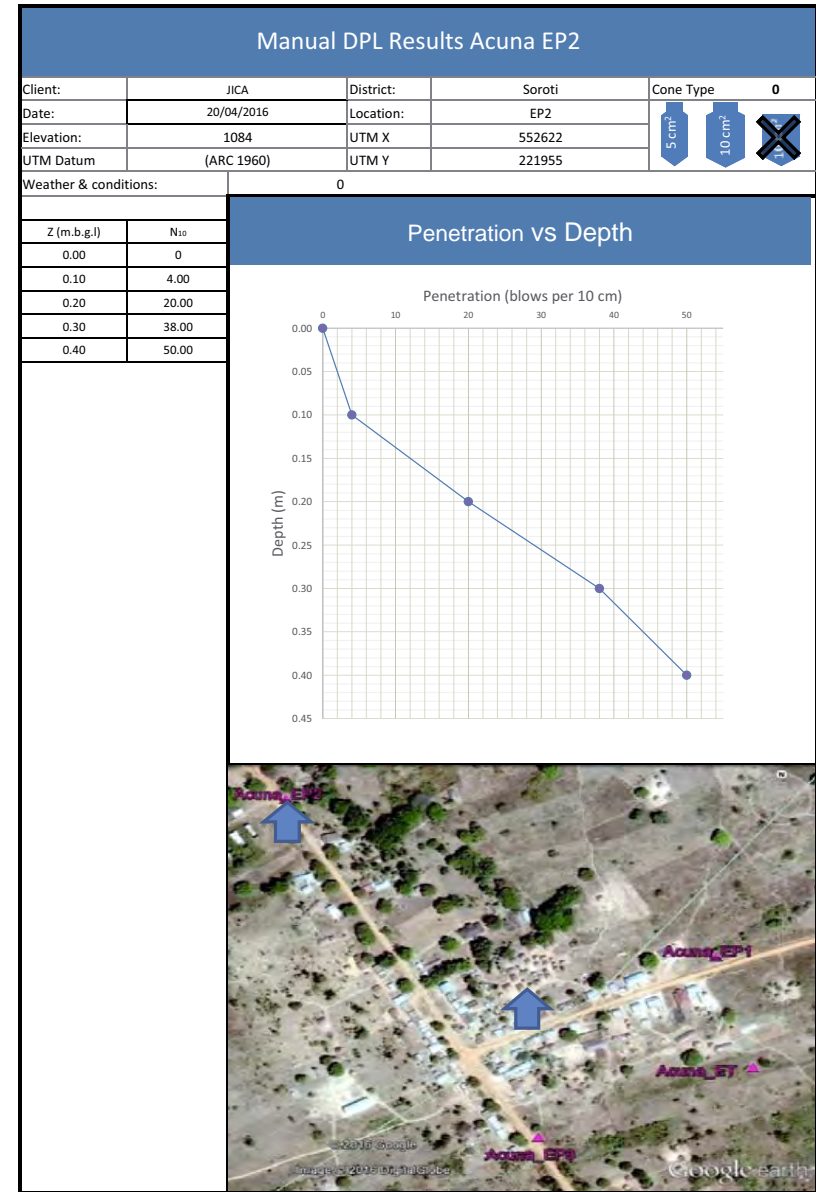 Manual DPL Results Acuna EP2
Client: JICA District: Soroti Cone Type 0
Date: 20/04/2016 Location: EP2
Elevation: 1084 UTM X 552622
UTM Datum (ARC 1960) UTM Y 221955
5 cm² 10 cm²
Weather & conditions: 0
Z (m.b.g.l) N10
0.00 0
0.10 4.00
0.20 20.00
0.30 38.00
0.40 50.00
Penetration vs Depth
Penetration (blows per 10 cm)
0 10 20 30 40 50
0.00
0.05
0.10
0.15
0.20
0.25
0.30
0.35
0.40
0.45
Depth (m)
N
Acuna_EP2
Acuna_EP1
Acuna_ET
Acuna_EP3
©2016 Google
Image © 2016 DigitalGlobe
Google earth